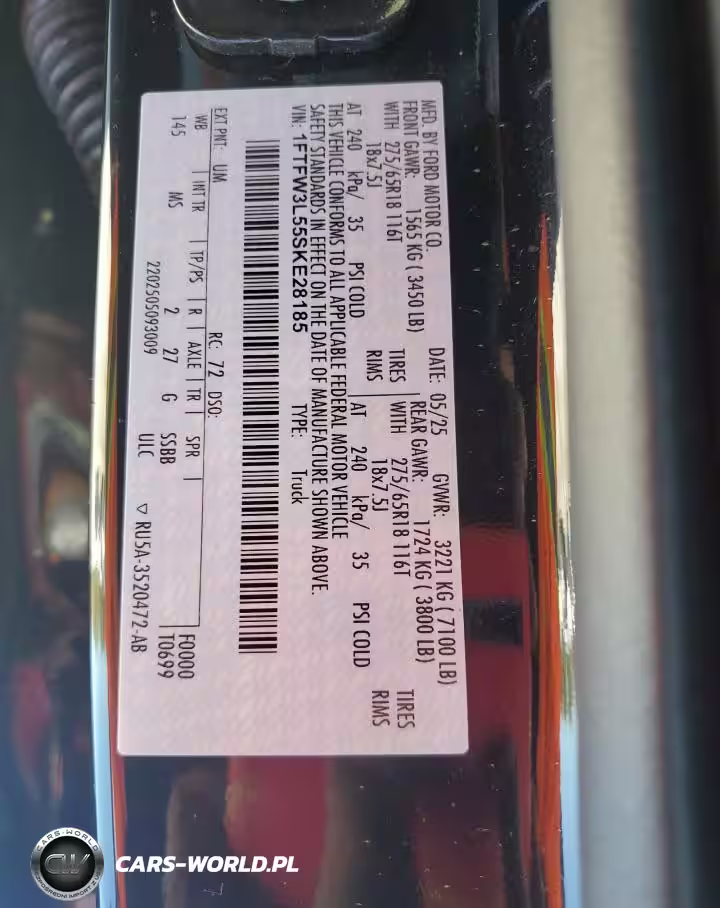 MFD. BY FORD MOTOR CO.
DATE: 05/25 GVWR: 3221 KG ( 7100 LB)
FRONT GAWR: 1565 KG ( 3450 LB) REAR GAWR: 1724 KG ( 3800 LB)
WITH 275/65R18 116T TIRES WITH 275/65R18 116T TIRES
18x7.5J RIMS 18x7.5J RIMS
AT 240 kPa/ 35 PSI COLD AT 240 kPa/ 35 PSI COLD
THIS VEHICLE CONFORMS TO ALL APPLICABLE FEDERAL MOTOR VEHICLE
SAFETY STANDARDS IN EFFECT ON THE DATE OF MANUFACTURE SHOWN ABOVE.
VIN: 1FTFW3L55SKE28185 TYPE: Truck
EXT PNT: UM RC: 72 DSO:
WB | INT TR | TP/PS | R | AXLE | TR | SPR | F0000
145 MS 2 27 G SSBB T0699
2202505093009 ULC ▽ RU5A-3520472-AB
CARS-WORLD
CW
CARS-WORLD.PL